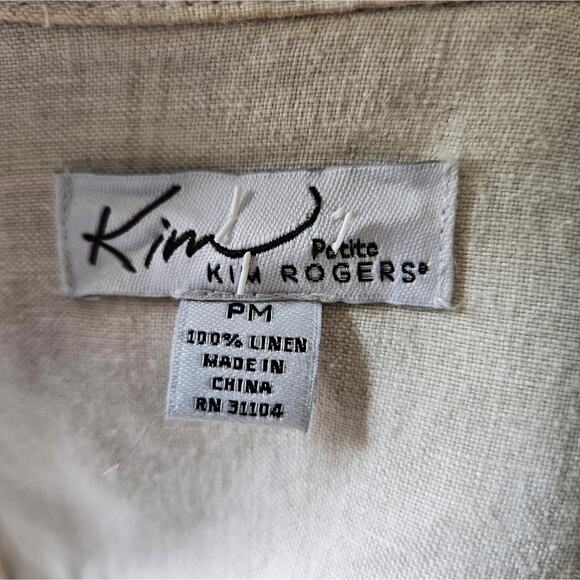 Kim
Petite
KIM ROGERS®
PM
100% LINEN
MADE IN
CHINA
RN 31104